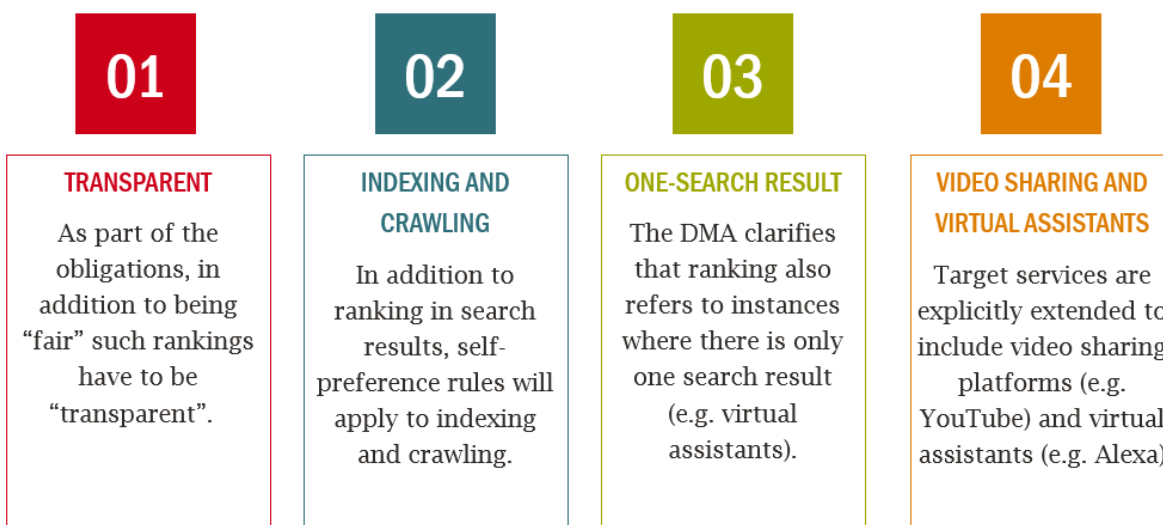 01
TRANSPARENT
As part of the
obligations, in
addition to being
“fair” such rankings
have to be
“transparent”.
02
INDEXING AND
CRAWLING
In addition to
ranking in search
results, self-
preference rules will
apply to indexing
and crawling.
03
ONE-SEARCH RESULT
The DMA clarifies
that ranking also
refers to instances
where there is only
one search result
(e.g. virtual
assistants).
04
VIDEO SHARING AND
VIRTUAL ASSISTANTS
Target services are
explicitly extended to
include video sharing
platforms (e.g.
YouTube) and virtual
assistants (e.g. Alexa)